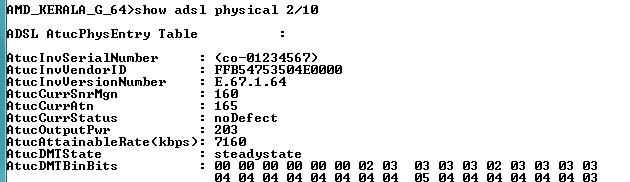 AMD_KERALA_G_64>show adsl physical 2/10
ADSL AtucPhysEntry Table :
AtucInvSerialNumber : (co-01234567)
AtucInvVendorID : FFB54753504E0000
AtucInvVersionNumber : E.67.1.64
AtucCurrSnrMgn : 160
AtucCurrAtn : 165
AtucCurrStatus : noDefect
AtucOutputPwr : 203
AtucAttainableRate(kbps): 7160
AtucDMTState : steadystate
AtucDMTBinBits : 00 00 00 00 00 00 02 03 03 03 03 02 03 03 03 03
04 04 04 04 04 04 04 04 05 04 04 04 04 04 04 03